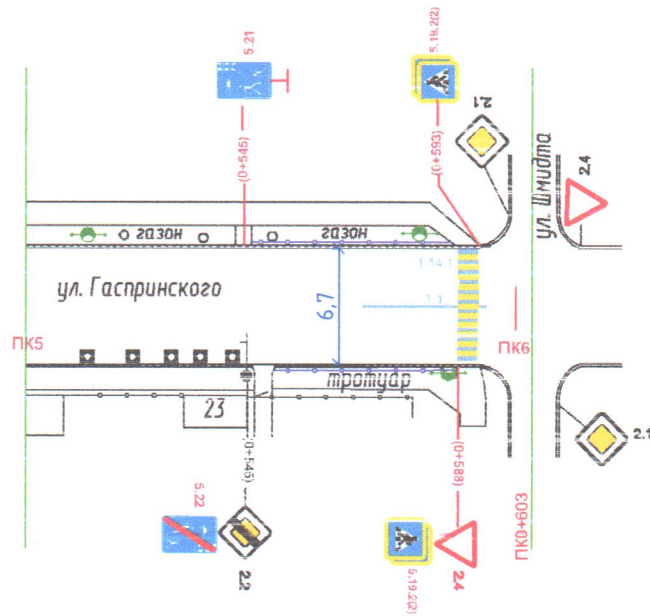 5.21
5.19.2(2)
(0+545)
(0+593)
2.1
2.4
ул. Шмидта
газон
газон
1.14.1
ул. Гаспринского
6,7
1.1
ПК5
ПК6
тротуар
23
(0+545)
(0+588)
2.1
5.22
2.2
5.19.2(2)
2.4
ПК0+603